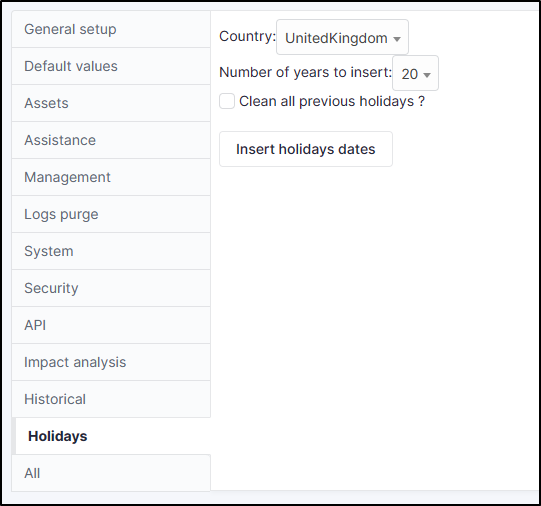 General setup
Default values
Assets
Assistance
Management
Logs purge
System
Security
API
Impact analysis
Historical
Holidays
All
Country: UnitedKingdom
Number of years to insert: 20
Clean all previous holidays ?
Insert holidays dates